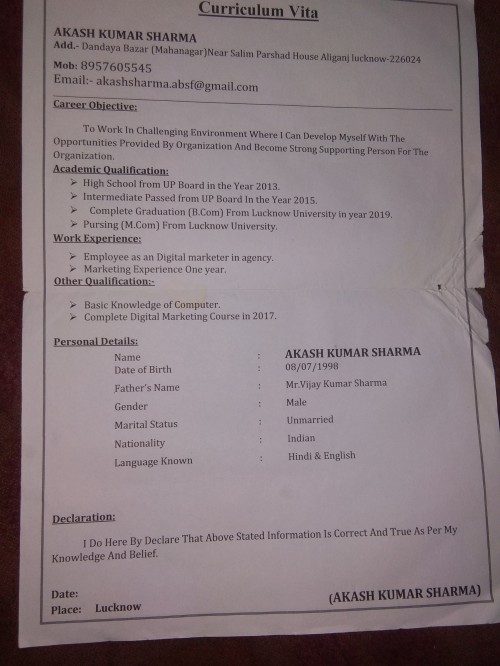 Curriculum Vita
AKASH KUMAR SHARMA
Add.- Dandaya Bazar (Mahanagar)Near Salim Parshad House Aliganj lucknow-226024
Mob: 8957605545
Email:- akashsharma.absf@gmail.com
Career Objective:
To Work In Challenging Environment Where I Can Develop Myself With The
Opportunities Provided By Organization And Become Strong Supporting Person For The
Organization.
Academic Qualification:
➢ High School from UP Board in the Year 2013.
➢ Intermediate Passed from UP Board In the Year 2015.
➢ Complete Graduation (B.Com) From Lucknow University in year 2019.
➢ Pursing (M.Com) From Lucknow University.
Work Experience:
➢ Employee as an Digital marketer in agency.
➢ Marketing Experience One year.
Other Qualification:-
➢ Basic Knowledge of Computer.
➢ Complete Digital Marketing Course in 2017.
Personal Details:
Name : AKASH KUMAR SHARMA
Date of Birth : 08/07/1998
Father's Name : Mr.Vijay Kumar Sharma
Gender : Male
Marital Status : Unmarried
Nationality : Indian
Language Known : Hindi & English
Declaration:
I Do Here By Declare That Above Stated Information Is Correct And True As Per My
Knowledge And Belief.
Date:
Place: Lucknow (AKASH KUMAR SHARMA)